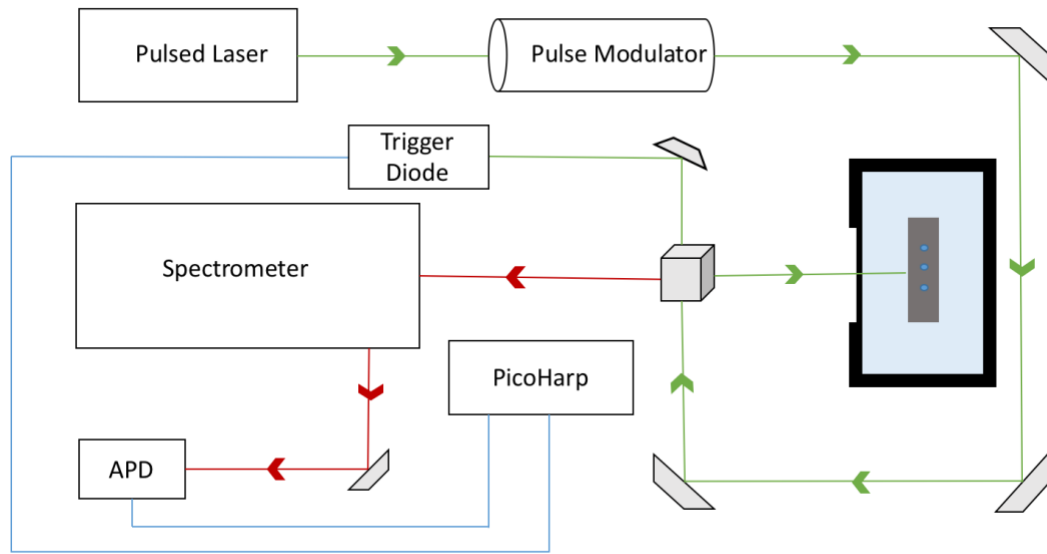 Pulsed Laser
Pulse Modulator
Trigger
Diode
Spectrometer
PicoHarp
APD